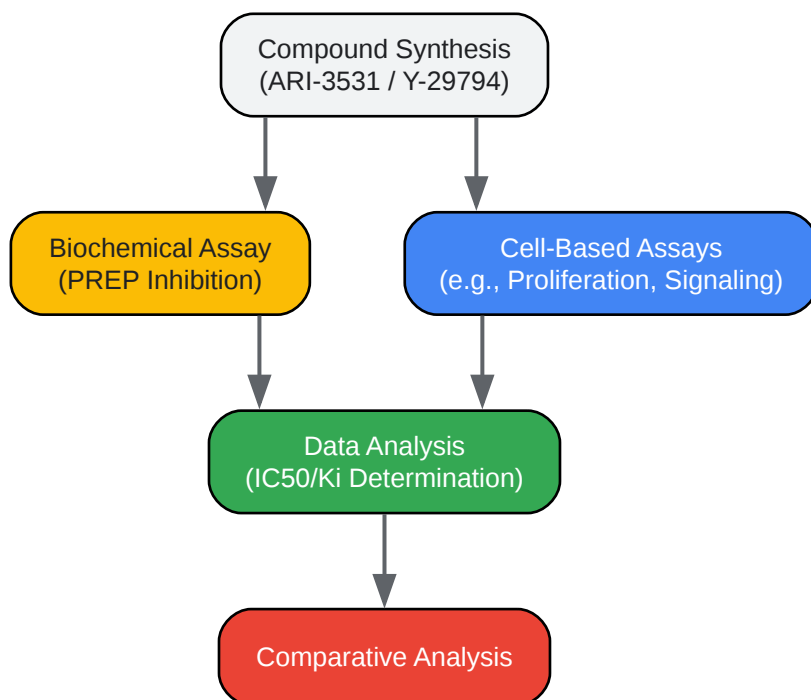 Compound Synthesis
(ARI-3531 / Y-29794)
Biochemical Assay
(PREP Inhibition)
Cell-Based Assays
(e.g., Proliferation, Signaling)
Data Analysis
(IC50/Ki Determination)
Comparative Analysis